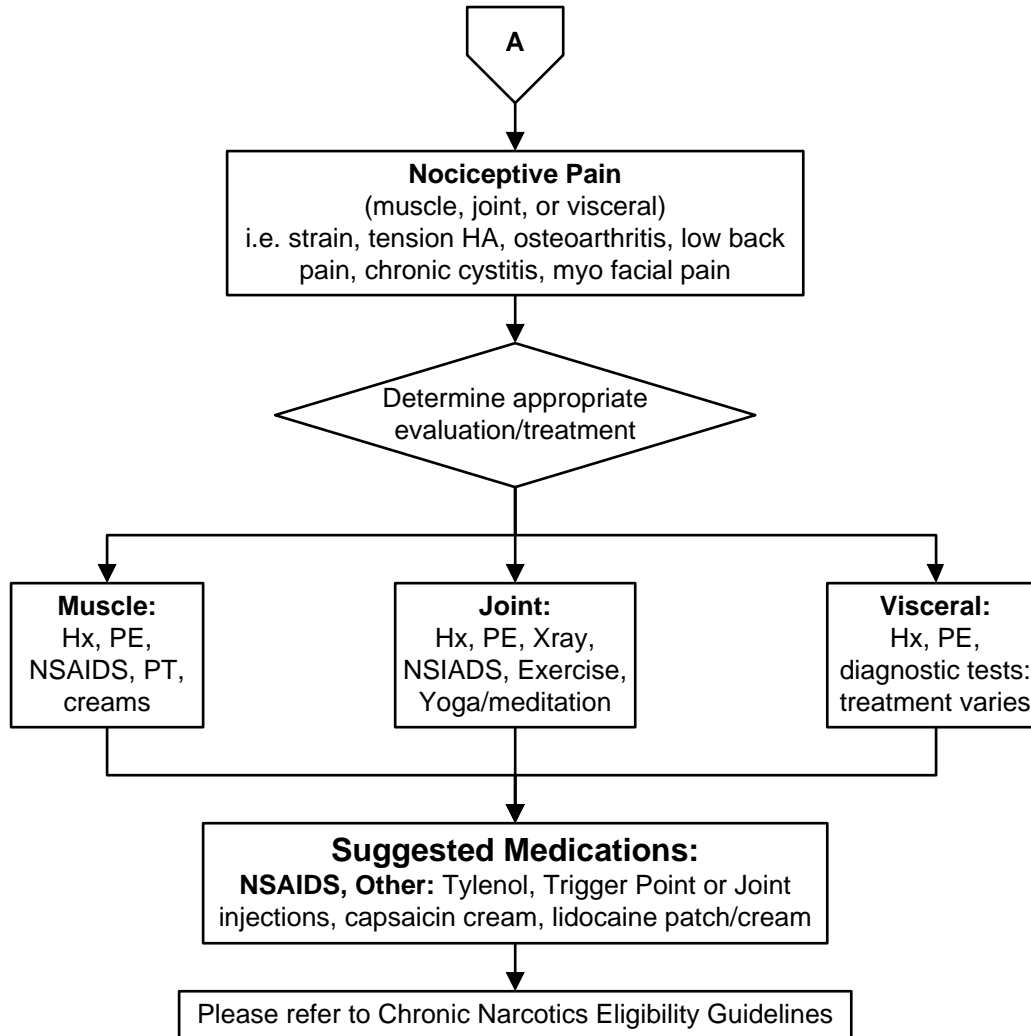 A
Nociceptive Pain
(muscle, joint, or visceral)
i.e. strain, tension HA, osteoarthritis, low back
pain, chronic cystitis, myo facial pain
Determine appropriate
evaluation/treatment
Muscle:
Hx, PE,
NSAIDS, PT,
creams
Joint:
Hx, PE, Xray,
NSIADS, Exercise,
Yoga/meditation
Visceral:
Hx, PE,
diagnostic tests:
treatment varies
Suggested Medications:
NSAIDS, Other: Tylenol, Trigger Point or Joint
injections, capsaicin cream, lidocaine patch/cream
Please refer to Chronic Narcotics Eligibility Guidelines